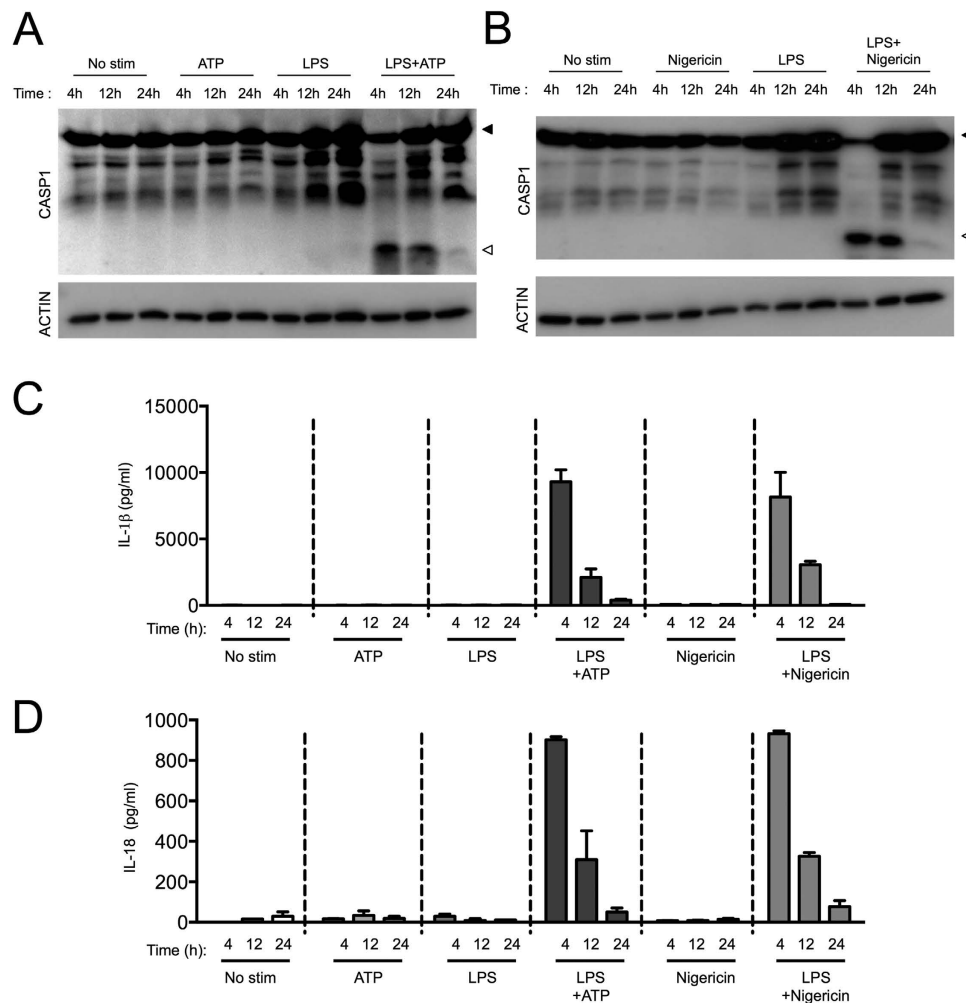 A
No stim ATP LPS LPS+ATP
Time : 4h 12h 24h 4h 12h 24h 4h 12h 24h 4h 12h 24h
CASP1
ACTIN
B
No stim Nigericin LPS LPS+
Nigericin
Time : 4h 12h 24h 4h 12h 24h 4h 12h 24h 4h 12h 24h
CASP1
ACTIN
C
15000
10000
5000
0
IL-1β (pg/ml)
Time (h): 4 12 24 4 12 24 4 12 24 4 12 24 4 12 24 4 12 24
No stim ATP LPS LPS Nigericin LPS
+ATP +Nigericin
D
1000
800
600
400
200
0
IL-18 (pg/ml)
Time (h): 4 12 24 4 12 24 4 12 24 4 12 24 4 12 24 4 12 24
No stim ATP LPS LPS Nigericin LPS
+ATP +Nigericin